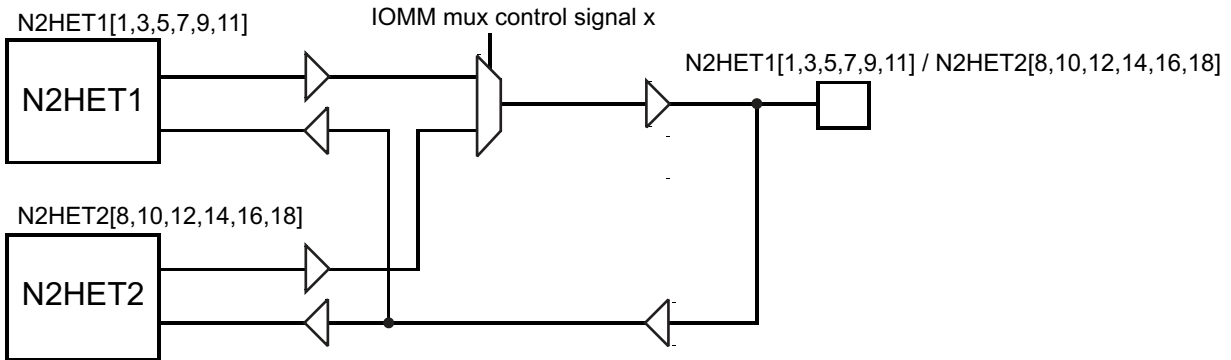 IOMM mux control signal x
N2HET1[1,3,5,7,9,11]
N2HET1
N2HET1[1,3,5,7,9,11] / N2HET2[8,10,12,14,16,18]
N2HET2[8,10,12,14,16,18]
N2HET2